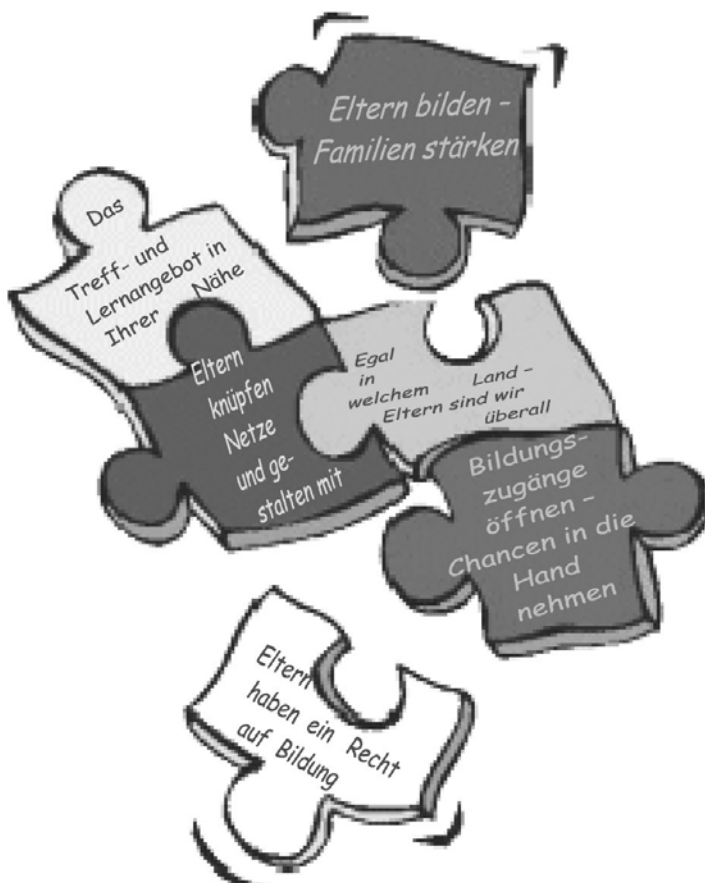 Eltern bilden –
Familien stärken
Das
Treff- und
Lernangebot in
Ihrer Nähe
Eltern
knüpfen
Netze
und ge-
stalten mit
Egal
in
welchem Land –
Eltern sind wir
überall
Bildungs-
zugänge
öffnen –
Chancen in die
Hand
nehmen
Eltern
haben ein Recht
auf Bildung